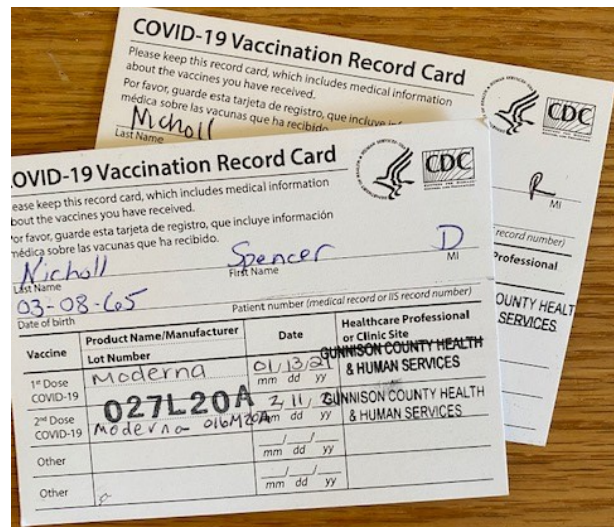 COVID-19 Vaccination Record Card
Please keep this record card, which includes medical information
about the vaccines you have received.
Por favor, guarde esta tarjeta de registro, que incluye
médica sobre las vacunas que ha recibido.
Nicholl
Last Name
R
MI
record number)
Professional
OUNTY HEALT
SERVICES
CDC
OVID-19 Vaccination Record Card
ease keep this record card, which includes medical information
bout the vaccines you have received.
or favor, guarde esta tarjeta de registro, que incluye información
médica sobre las vacunas que ha recibido.
CDC
Nicholl Spencer D
Last Name First Name MI
03-08-65
Date of birth Patient number (medical record or IIS record number)
Vaccine Product Name/Manufacturer Date Healthcare Professional
Lot Number or Clinic Site
1st Dose Moderna 01/13/21 GUNNISON COUNTY HEALTH
COVID-19 027L20A mm dd yy & HUMAN SERVICES
2nd Dose Moderna 016M20A 2/11/21 GUNNISON COUNTY HEALTH
COVID-19 mm dd yy & HUMAN SERVICES
Other mm dd yy
Other mm dd yy